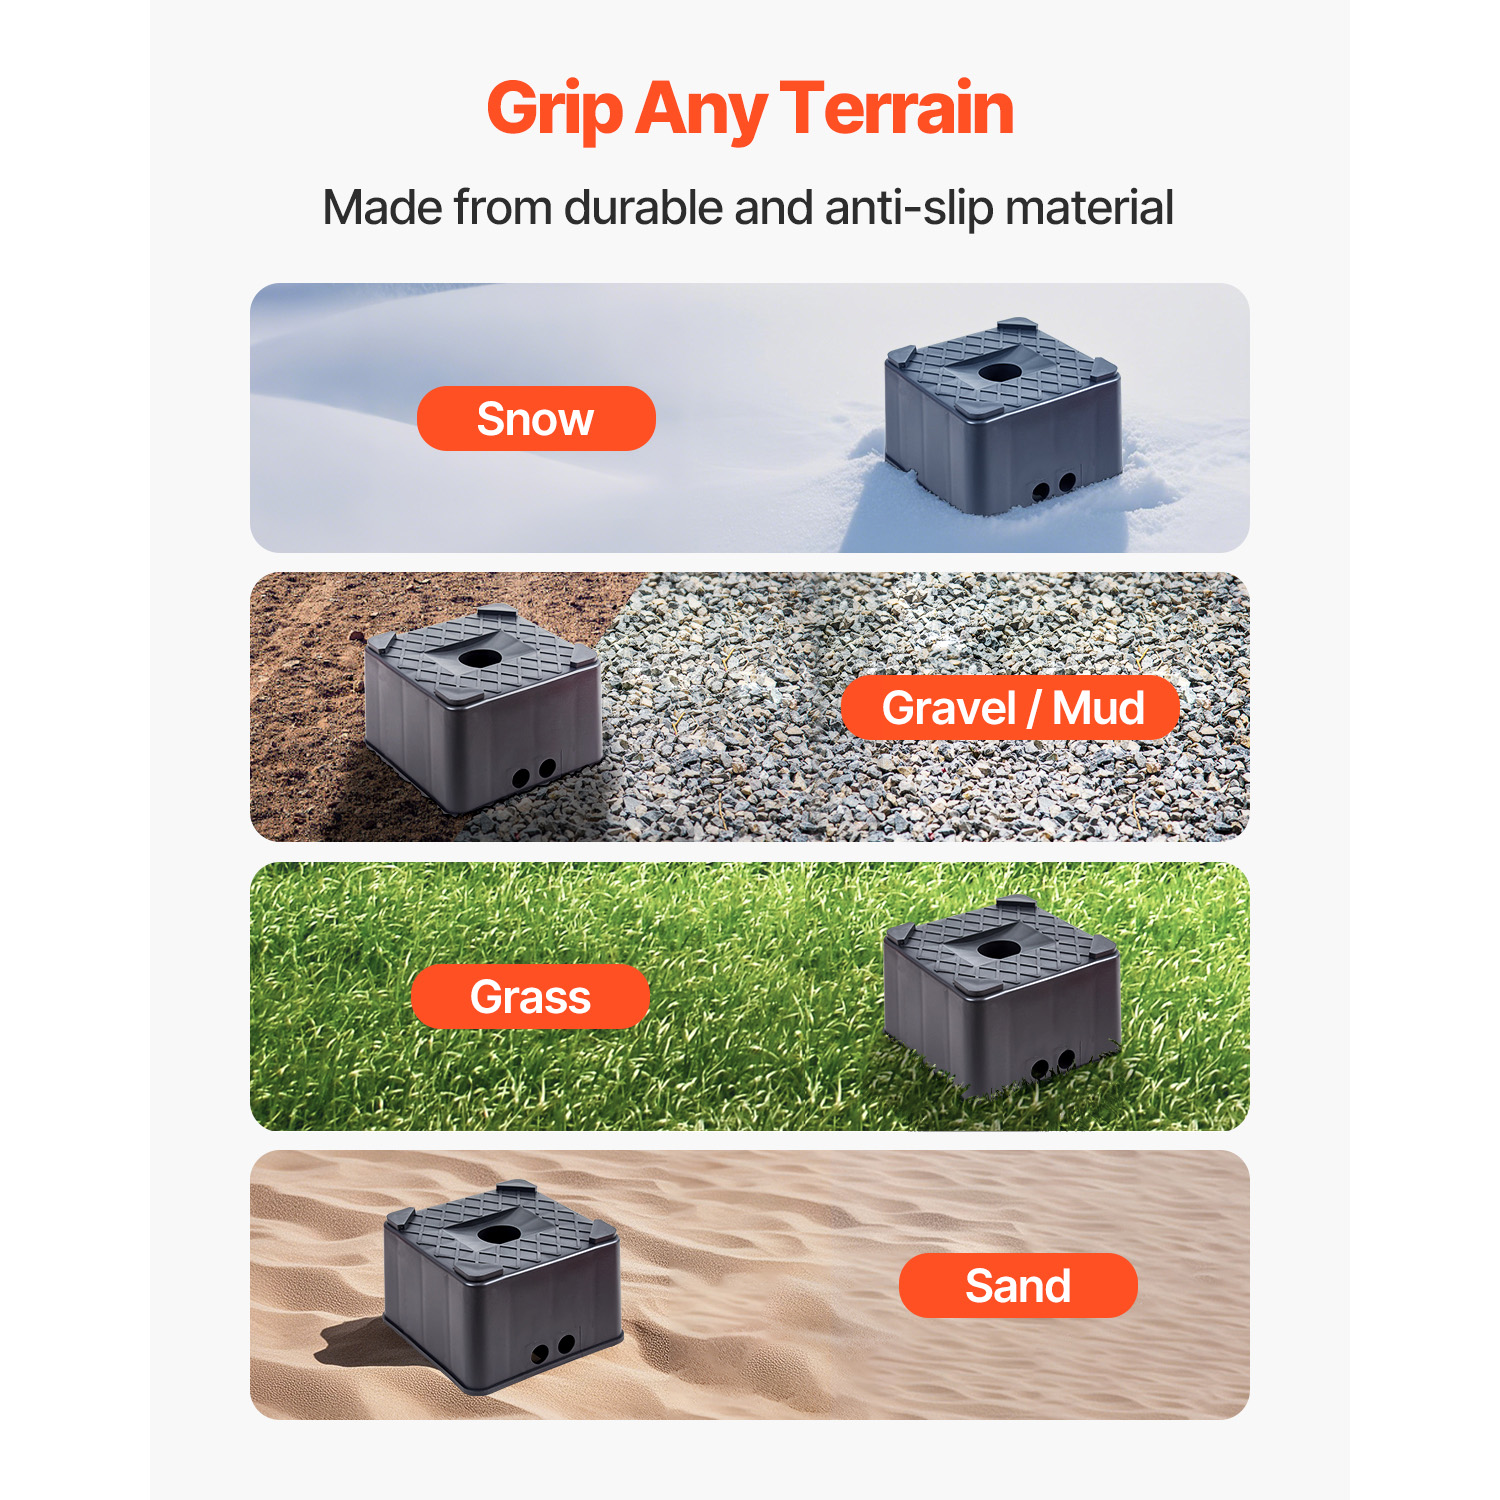 Grip Any Terrain
Made from durable and anti-slip material
Snow
Gravel / Mud
Grass
Sand